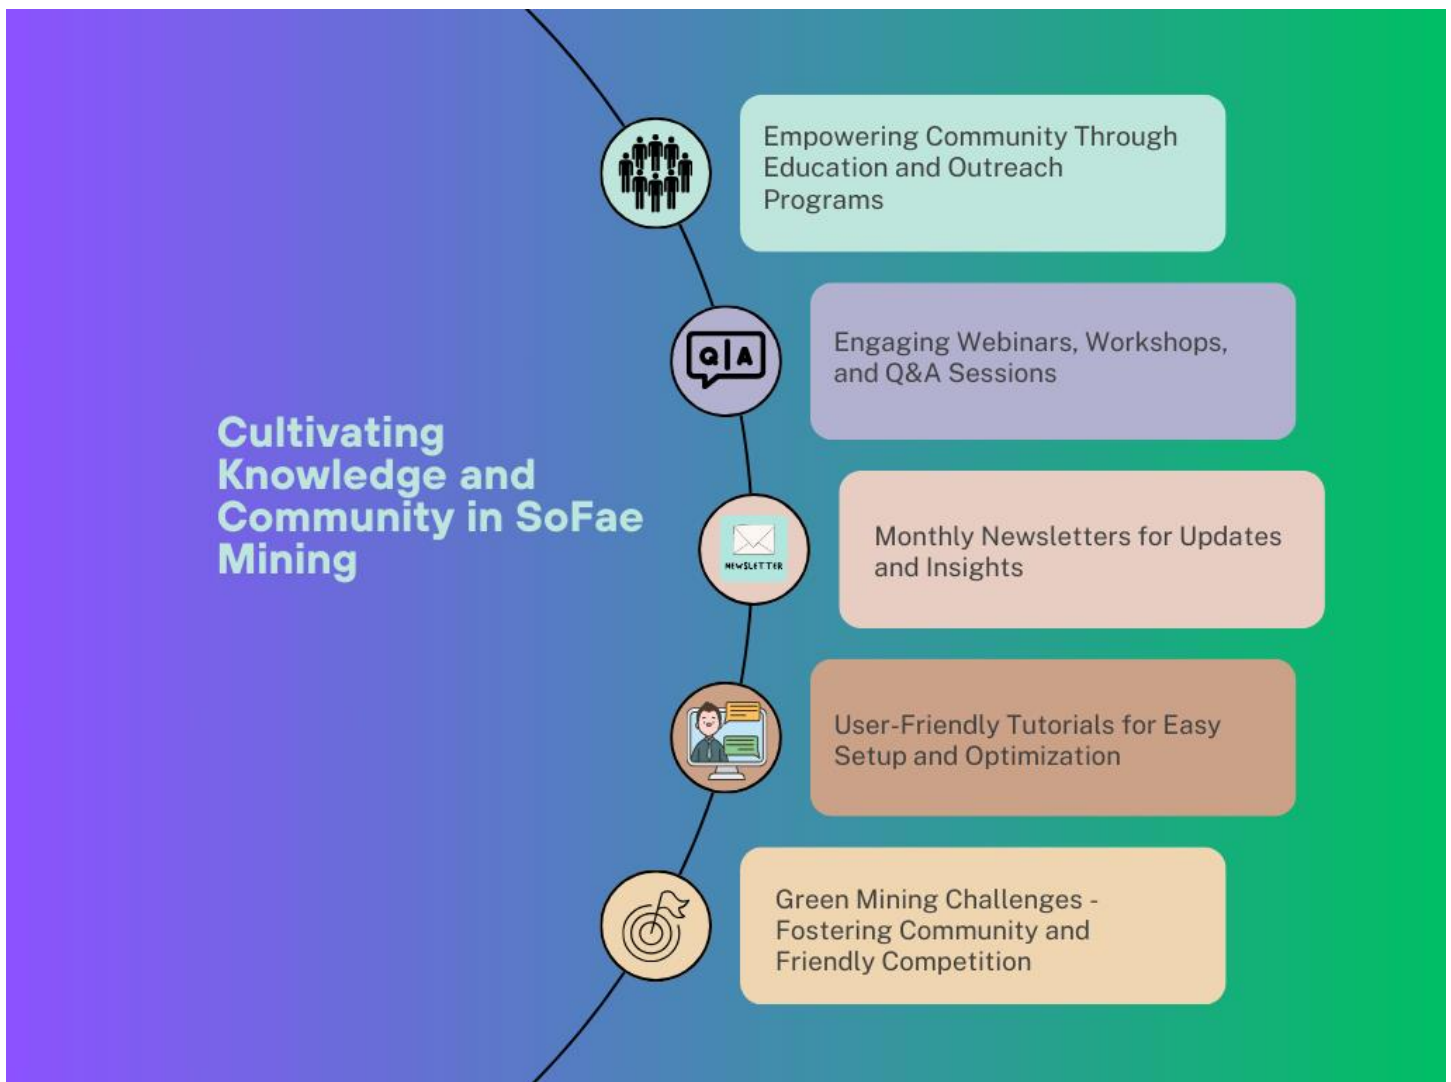 Cultivating
Knowledge and
Community in SoFae
Mining
Empowering Community Through
Education and Outreach
Programs
Q|A
Engaging Webinars, Workshops,
and Q&A Sessions
NEWSLETTER
Monthly Newsletters for Updates
and Insights
User-Friendly Tutorials for Easy
Setup and Optimization
Green Mining Challenges -
Fostering Community and
Friendly Competition